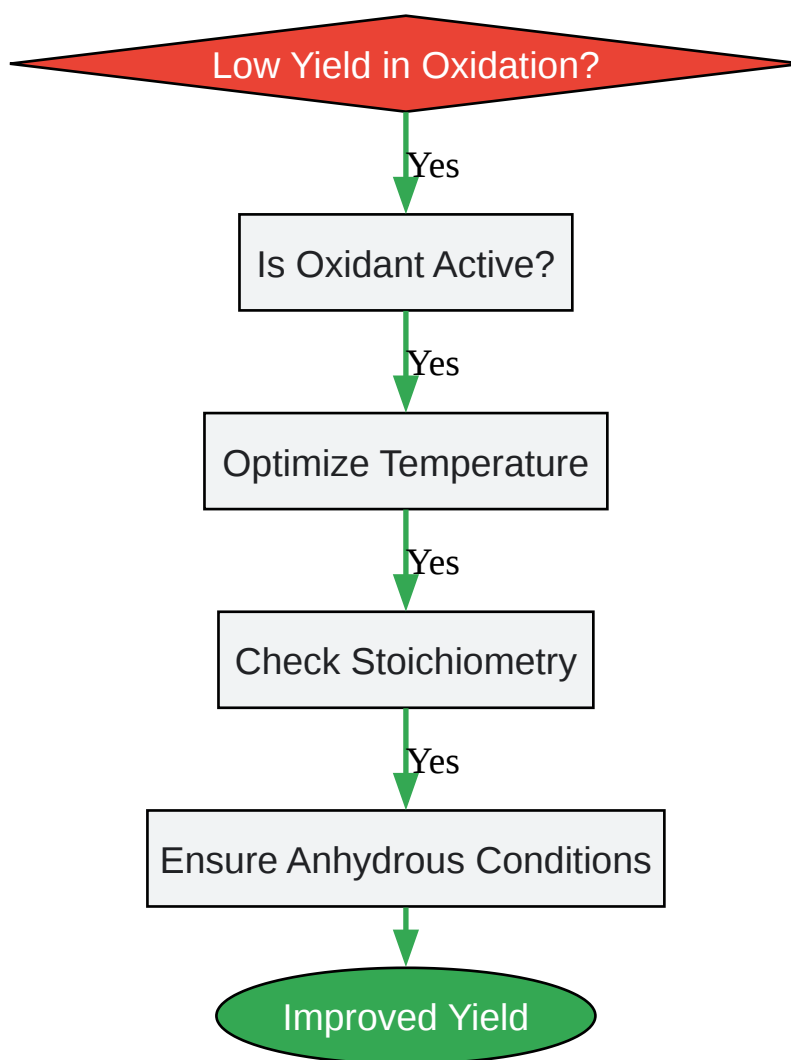 Low Yield in Oxidation?
Yes
Is Oxidant Active?
Yes
Optimize Temperature
Yes
Check Stoichiometry
Yes
Ensure Anhydrous Conditions
Improved Yield